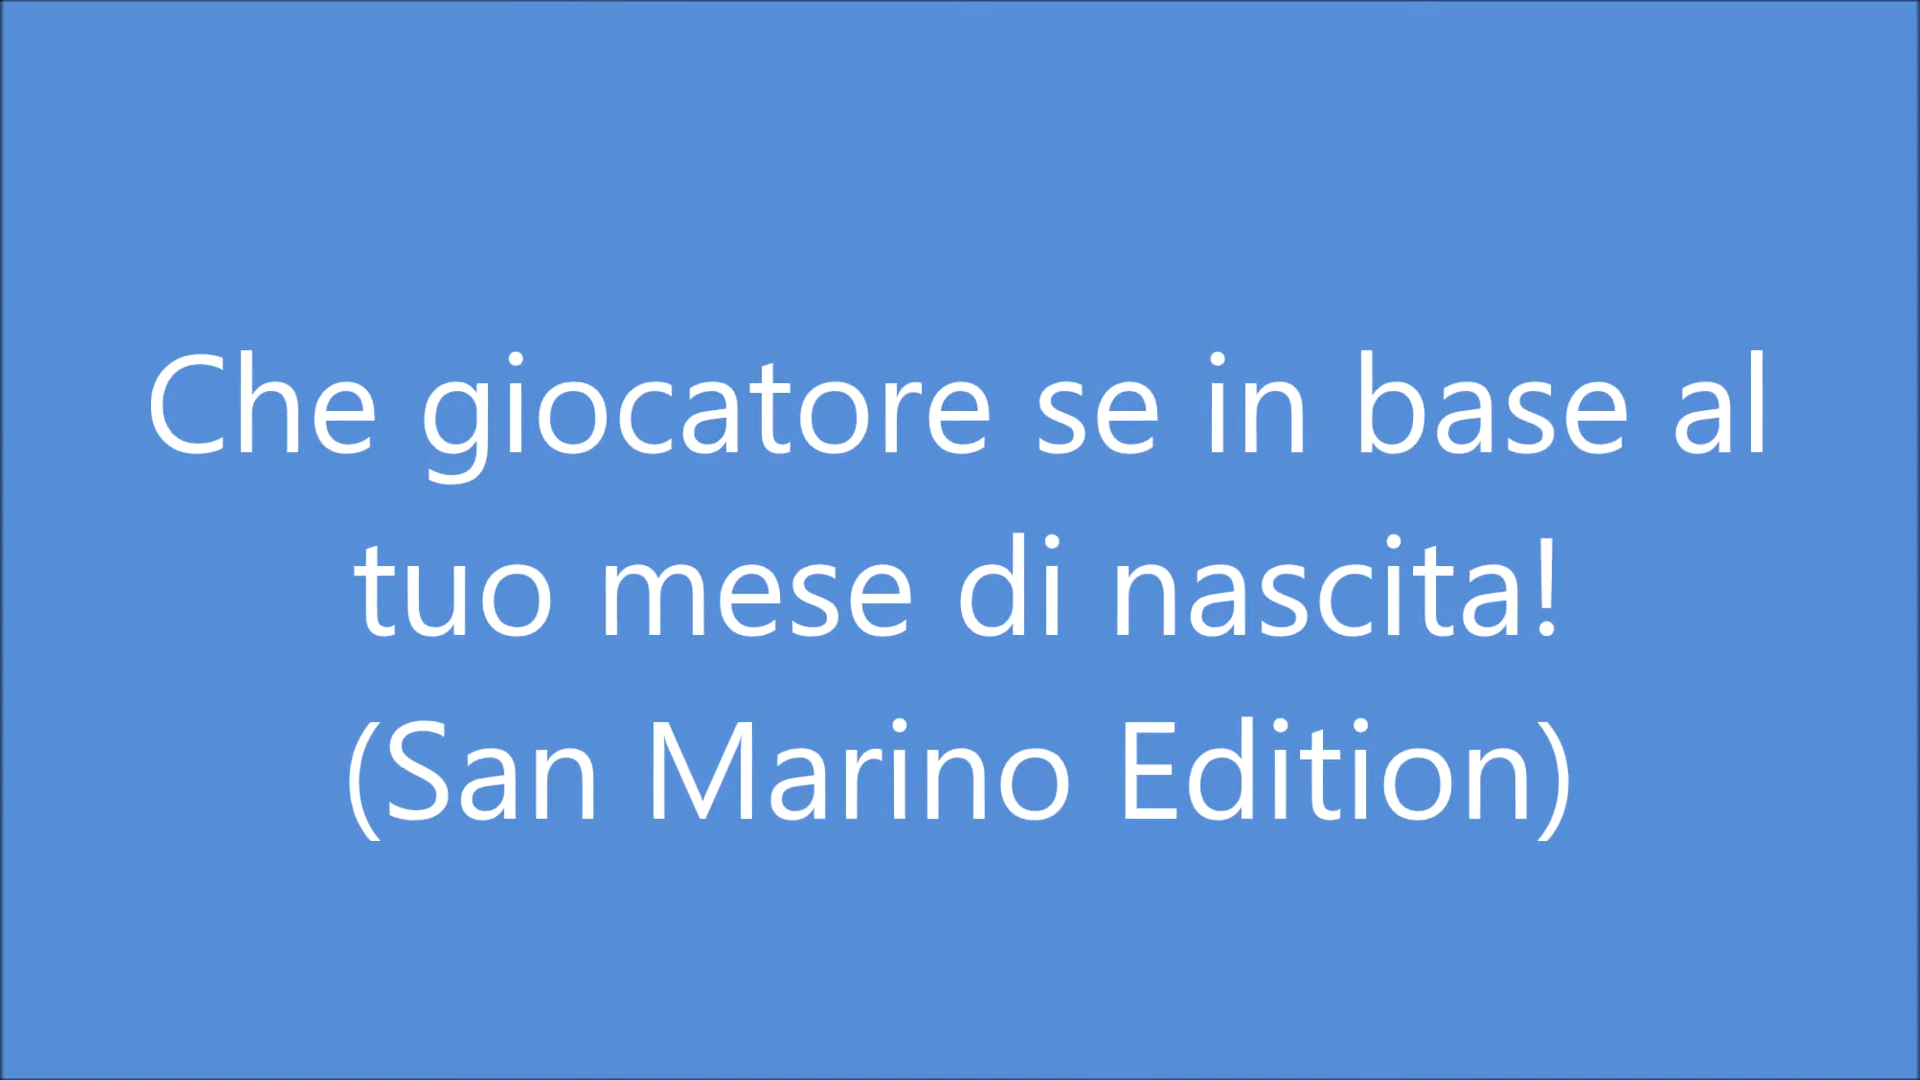 Che giocatore se in base al
tuo mese di nascita!
(San Marino Edition)